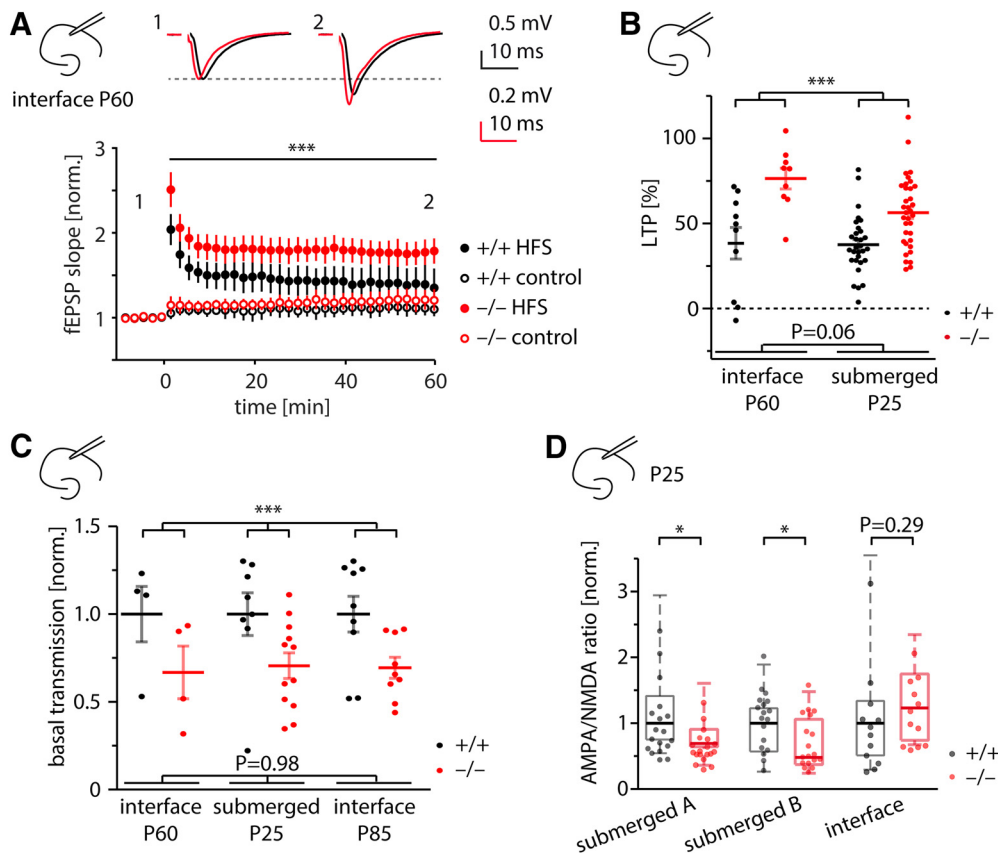 A
interface P60
1
2
0.5 mV
10 ms
0.2 mV
10 ms
fEPSP slope [norm.]
3
2
1
***
1
2
0
20
40
60
time [min]
+/+ HFS
+/+ control
–/– HFS
–/– control
B
***
LTP [%]
100
50
0
P=0.06
interface
P60
submerged
P25
+/+
–/–
C
***
basal transmission [norm.]
1.5
1.0
0.5
0
P=0.98
interface
P60
submerged
P25
interface
P85
+/+
–/–
D
P25
*
*
P=0.29
AMPA/NMDA ratio [norm.]
3
2
1
0
submerged A
submerged B
interface
+/+
–/–